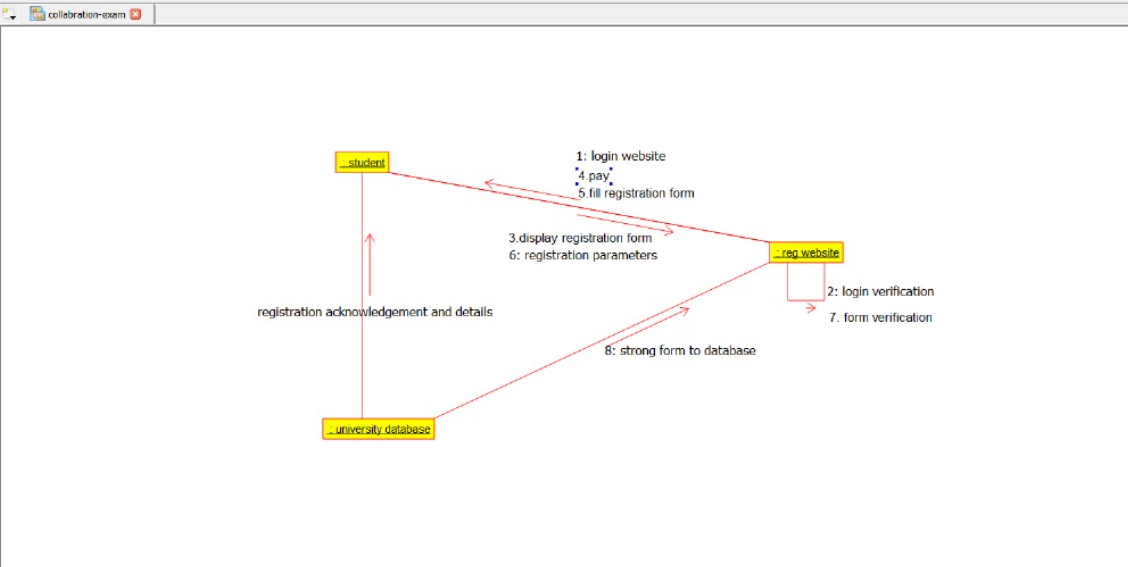 collabration-exam
: student
1: login website
4.pay
5.fill registration form
3.display registration form
6: registration parameters
: reg website
2: login verification
7. form verification
registration acknowledgement and details
8: strong form to database
: university database